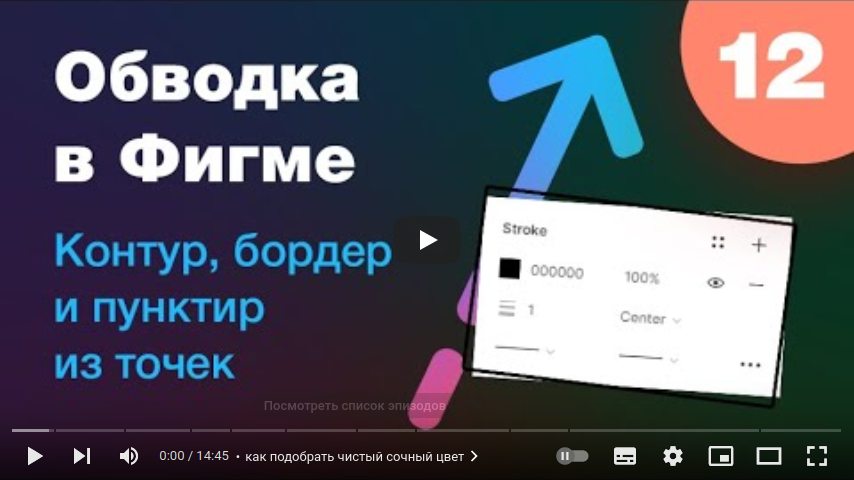 Обводка
в Фигме
12
Контур, бордер
и пунктир
из точек
Stroke
000000 100%
1 Center
Посмотреть список эпизодов
0:00 / 14:45 • как подобрать чистый сочный цвет